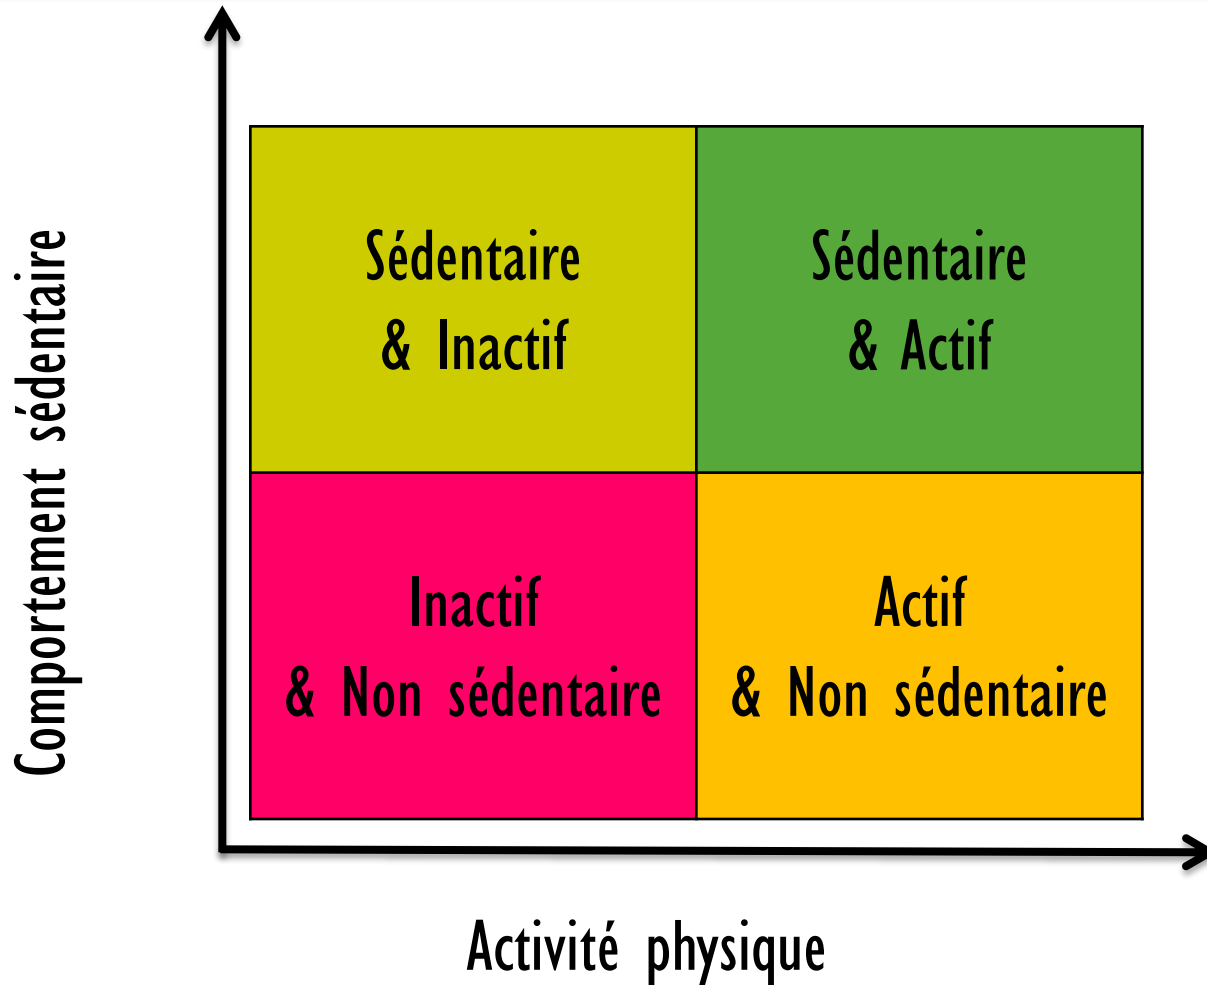 Comportement sédentaire
Sédentaire
& Inactif
Sédentaire
& Actif
Inactif
& Non sédentaire
Actif
& Non sédentaire
Activité physique